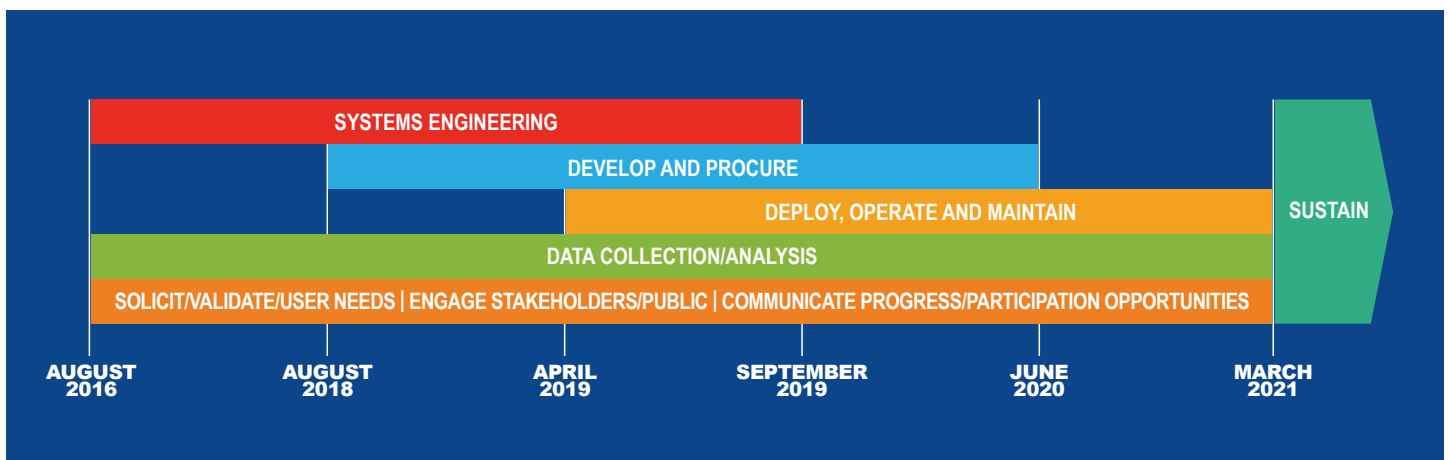 SYSTEMS ENGINEERING
DEVELOP AND PROCURE
DEPLOY, OPERATE AND MAINTAIN
SUSTAIN
DATA COLLECTION/ANALYSIS
SOLICIT/VALIDATE/USER NEEDS | ENGAGE STAKEHOLDERS/PUBLIC | COMMUNICATE PROGRESS/PARTICIPATION OPPORTUNITIES
AUGUST
2016
AUGUST
2018
APRIL
2019
SEPTEMBER
2019
JUNE
2020
MARCH
2021